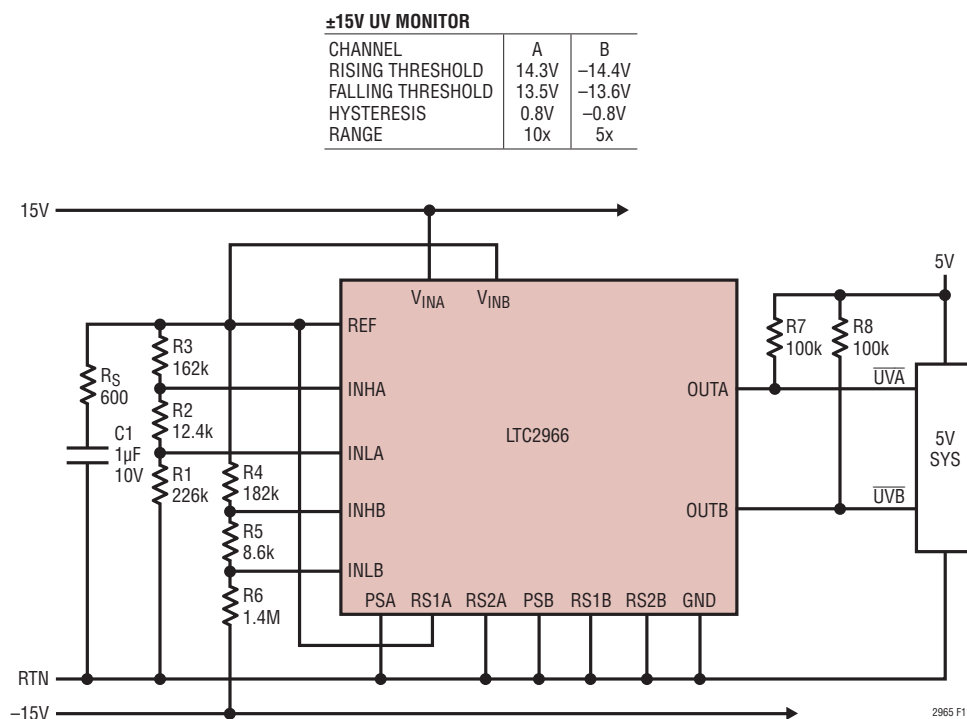 ±15V UV MONITOR
CHANNEL A B
RISING THRESHOLD 14.3V –14.4V
FALLING THRESHOLD 13.5V –13.6V
HYSTERESIS 0.8V –0.8V
RANGE 10x 5x
15V
5V
VINA VINB
REF
R3
162k
R7
100k
R8
100k
RS
600
INHA
OUTA
UVA
R2
12.4k
C1
1µF
10V
LTC2966
5V
SYS
INLA
R1
226k
R4
182k
INHB
OUTB
UVB
R5
8.6k
INLB
R6
1.4M
PSA RS1A RS2A PSB RS1B RS2B GND
RTN
–15V
2965 F1